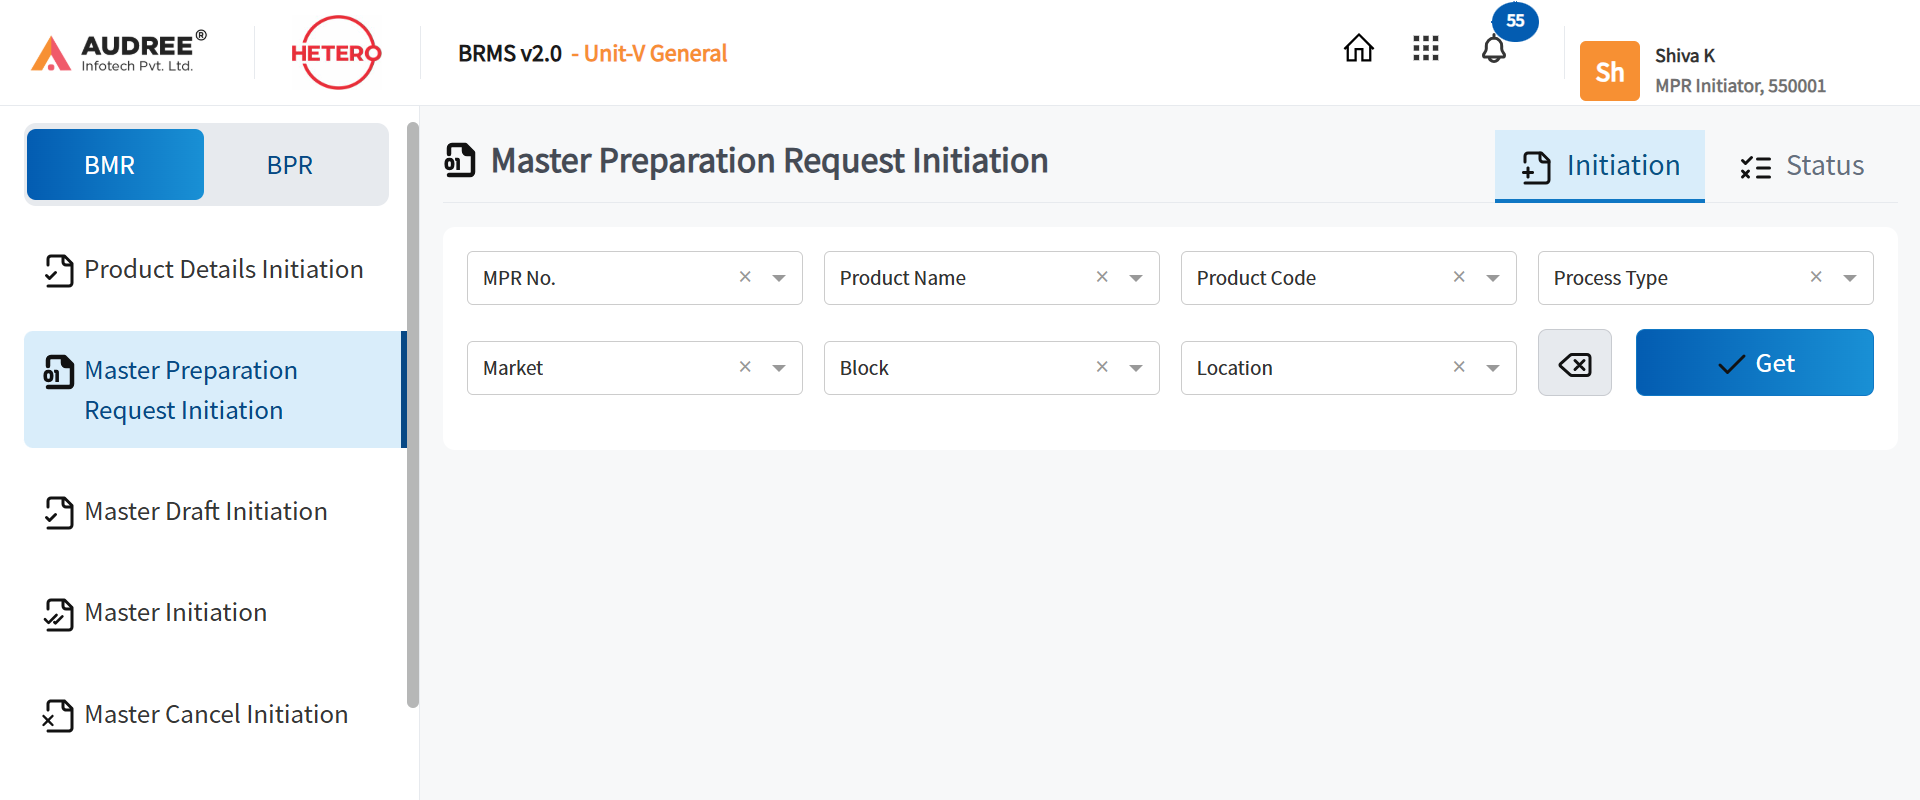 AUDREE®
Infotech Pvt. Ltd.
HETERO
BRMS v2.0 - Unit-V General
55
Sh
Shiva K
MPR Initiator, 550001
BMR
BPR
Product Details Initiation
Master Preparation
Request Initiation
Master Draft Initiation
Master Initiation
Master Cancel Initiation
Master Preparation Request Initiation
Initiation
Status
MPR No.
Product Name
Product Code
Process Type
Market
Block
Location
Get